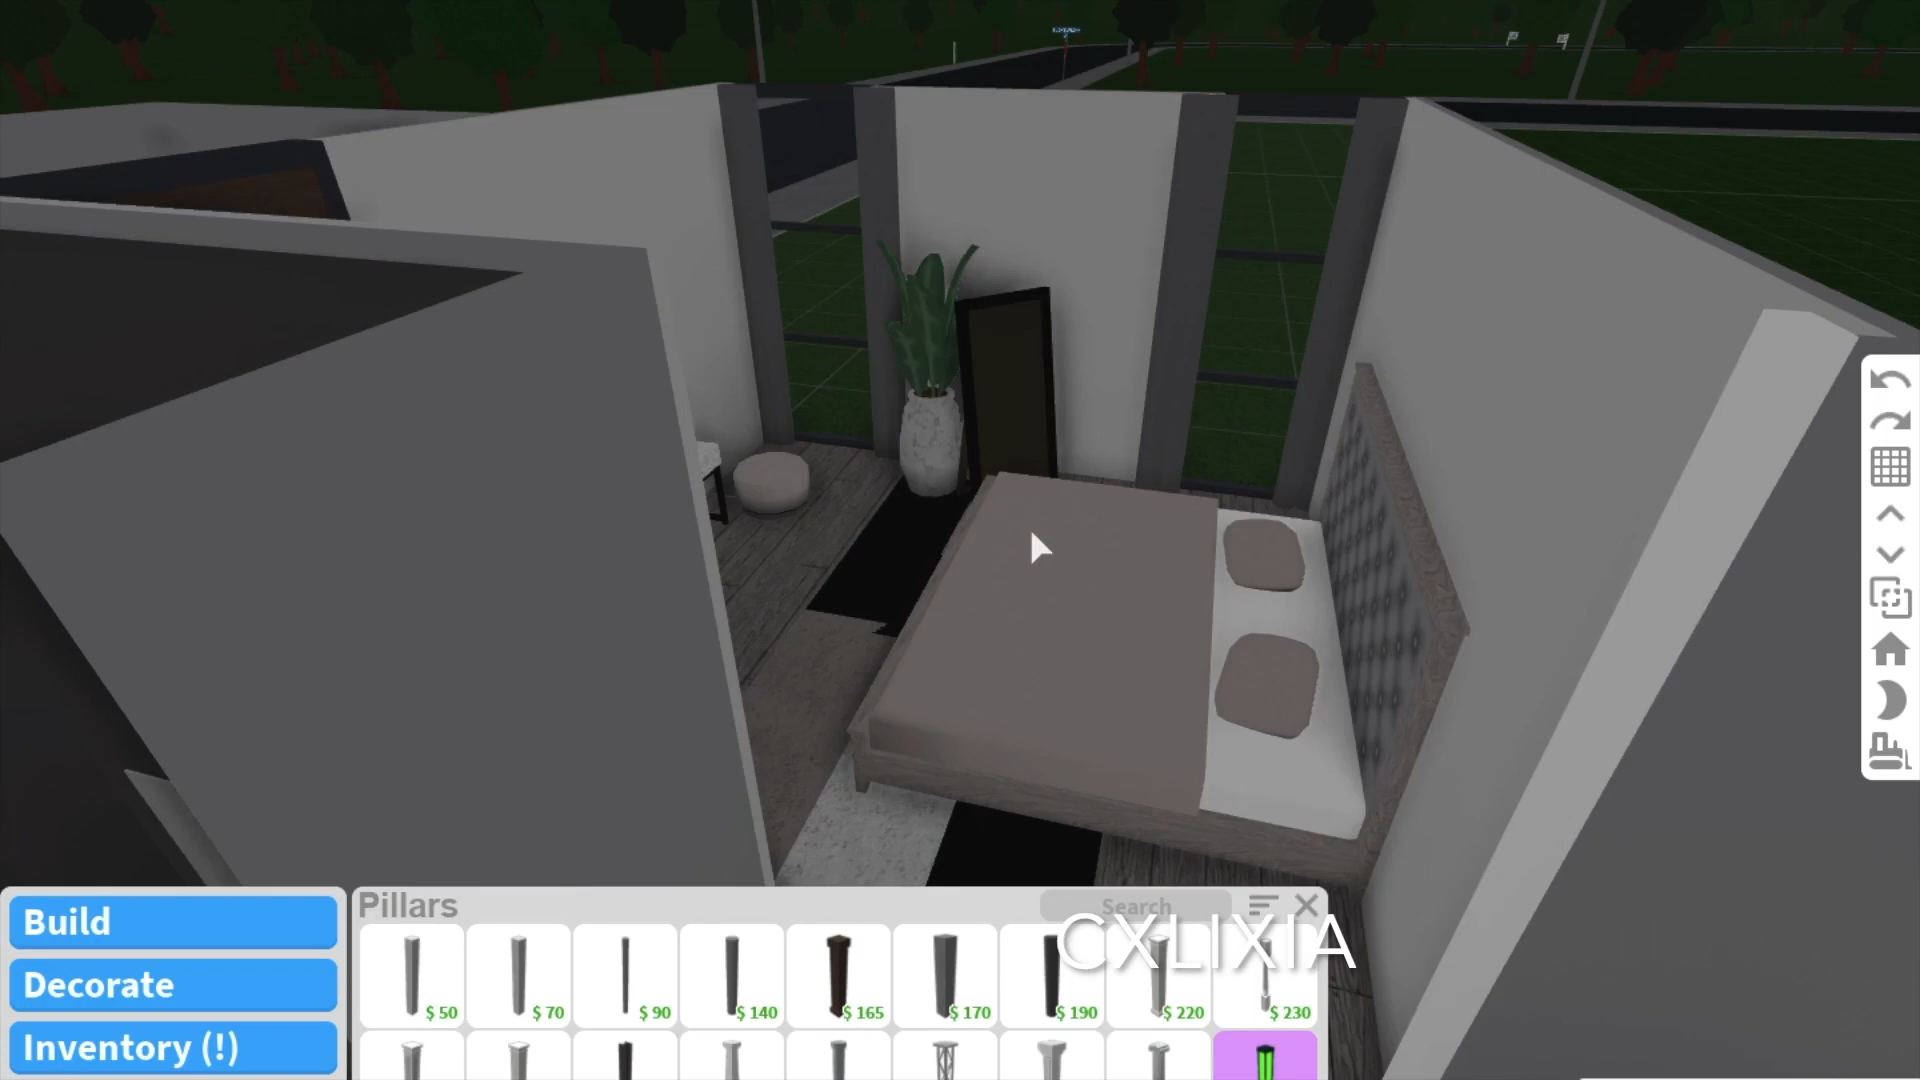 Pillars
Search
CXLIXIA
Build
Decorate
Inventory (!)
$ 50
$ 70
$ 90
$ 140
$ 165
$ 170
$ 190
$ 220
$ 230